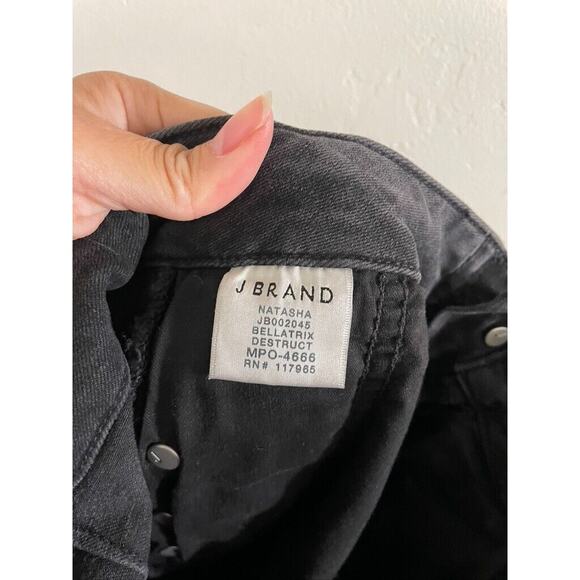 J BRAND
NATASHA
JB002045
BELLATRIX
DESTRUCT
MPO-4666
RN# 117965